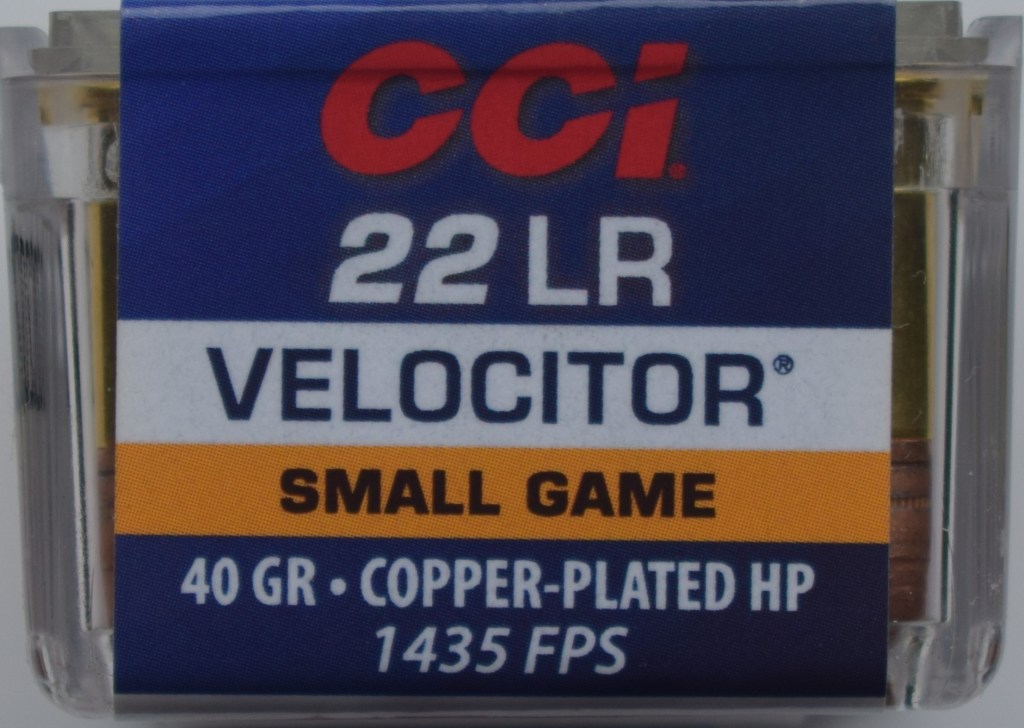 CCI®
22 LR
VELOCITOR®
SMALL GAME
40 GR • COPPER-PLATED HP
1435 FPS